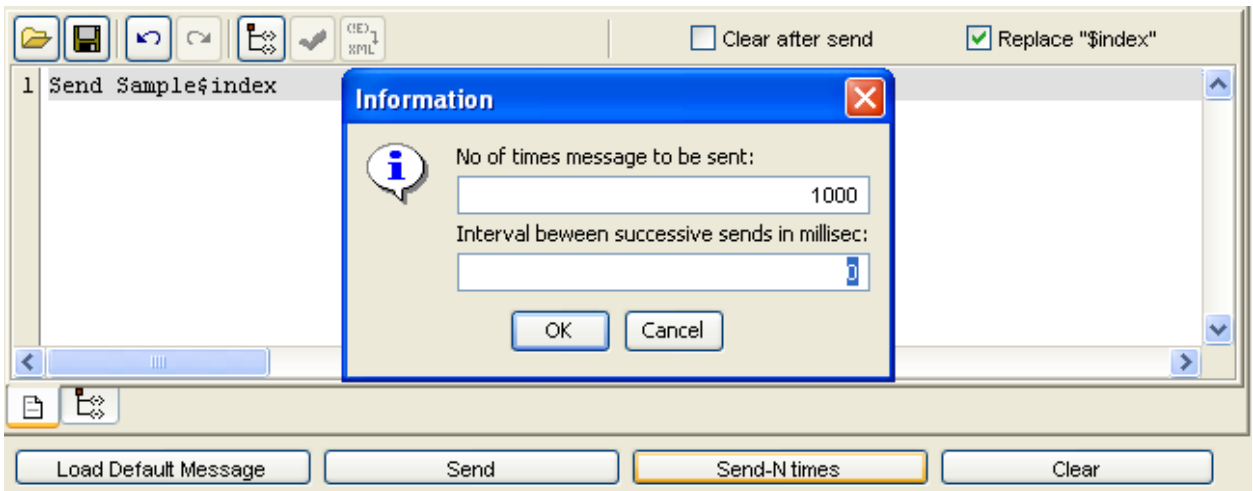 (!E)
XML
Clear after send
Replace "$index"
1 Send Sample$index
Information
No of times message to be sent:
1000
Interval beween successive sends in millisec:
0
OK
Cancel
Load Default Message
Send
Send-N times
Clear